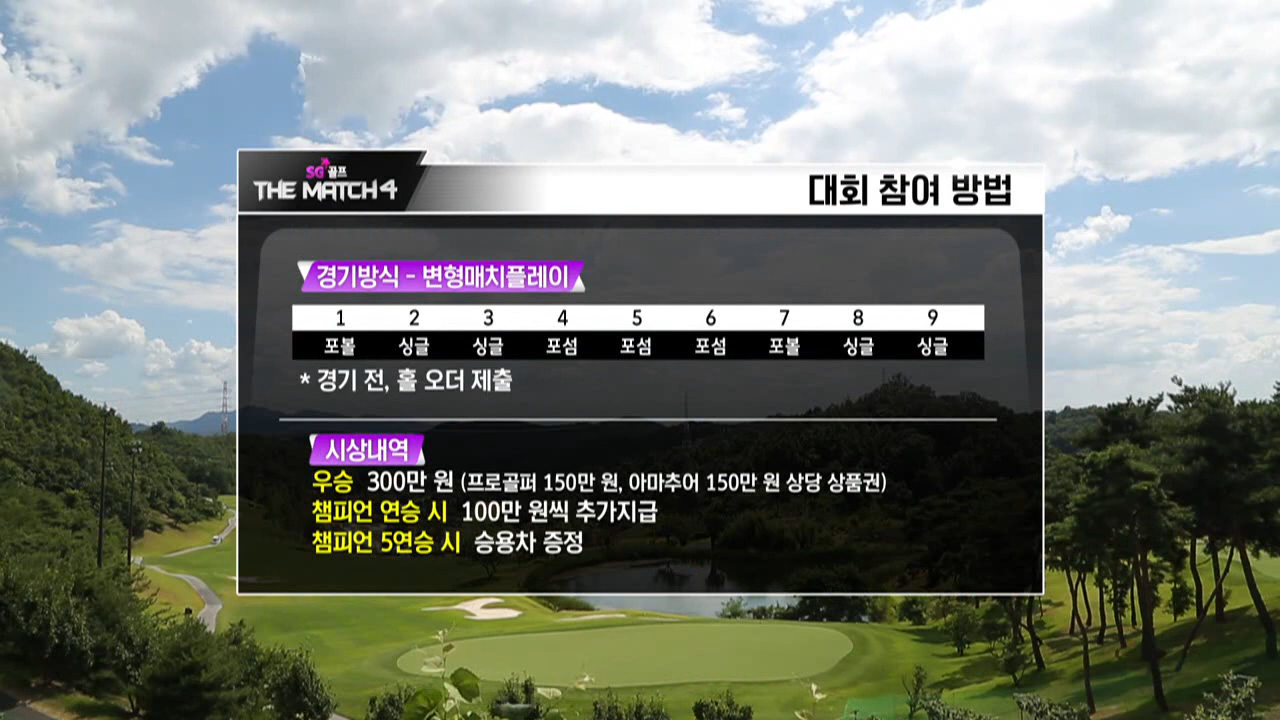 SG골프
THE MATCH 4
대회 참여 방법
경기방식 - 변형매치플레이
1 2 3 4 5 6 7 8 9
포볼 싱글 싱글 포섬 포섬 포섬 포볼 싱글 싱글
* 경기 전, 홀 오더 제출
시상내역
우승 300만 원 (프로골퍼 150만 원, 아마추어 150만 원 상당 상품권)
챔피언 연승 시 100만 원씩 추가지급
챔피언 5연승 시 승용차 증정